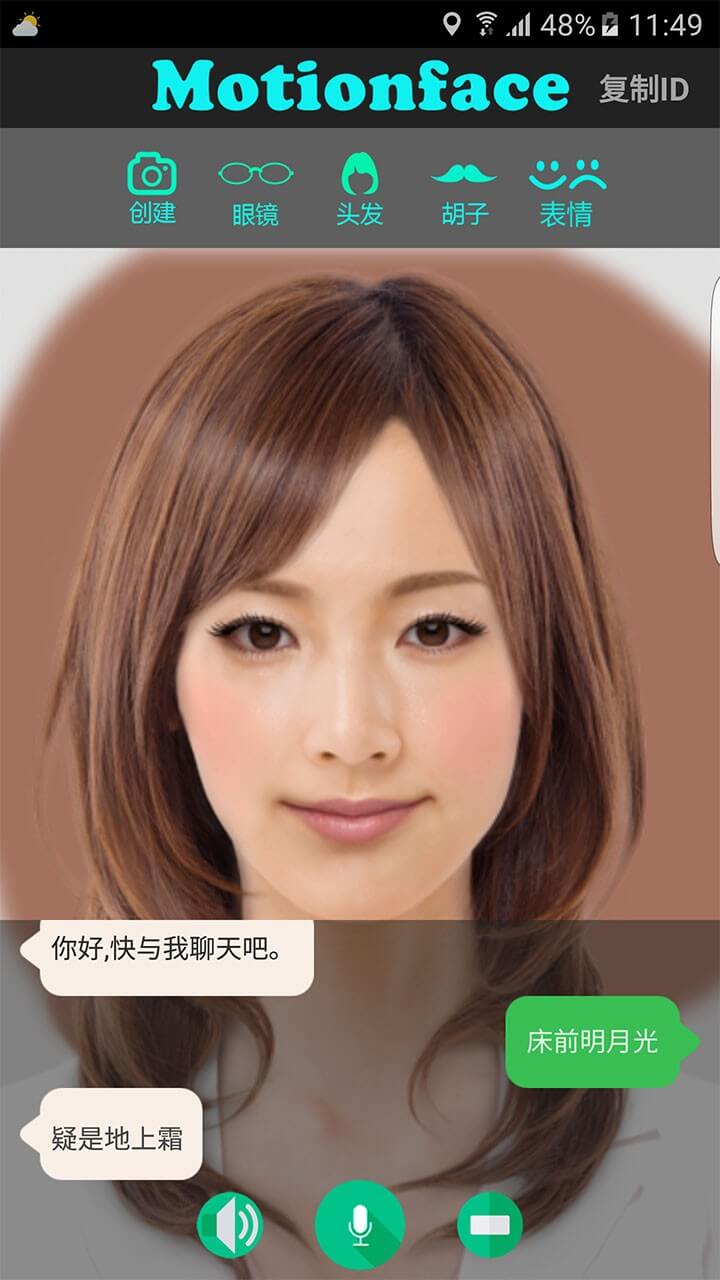 48% 11:49
Motionface 复制ID
创建 眼镜 头发 胡子 表情
你好,快与我聊天吧。
床前明月光
疑是地上霜